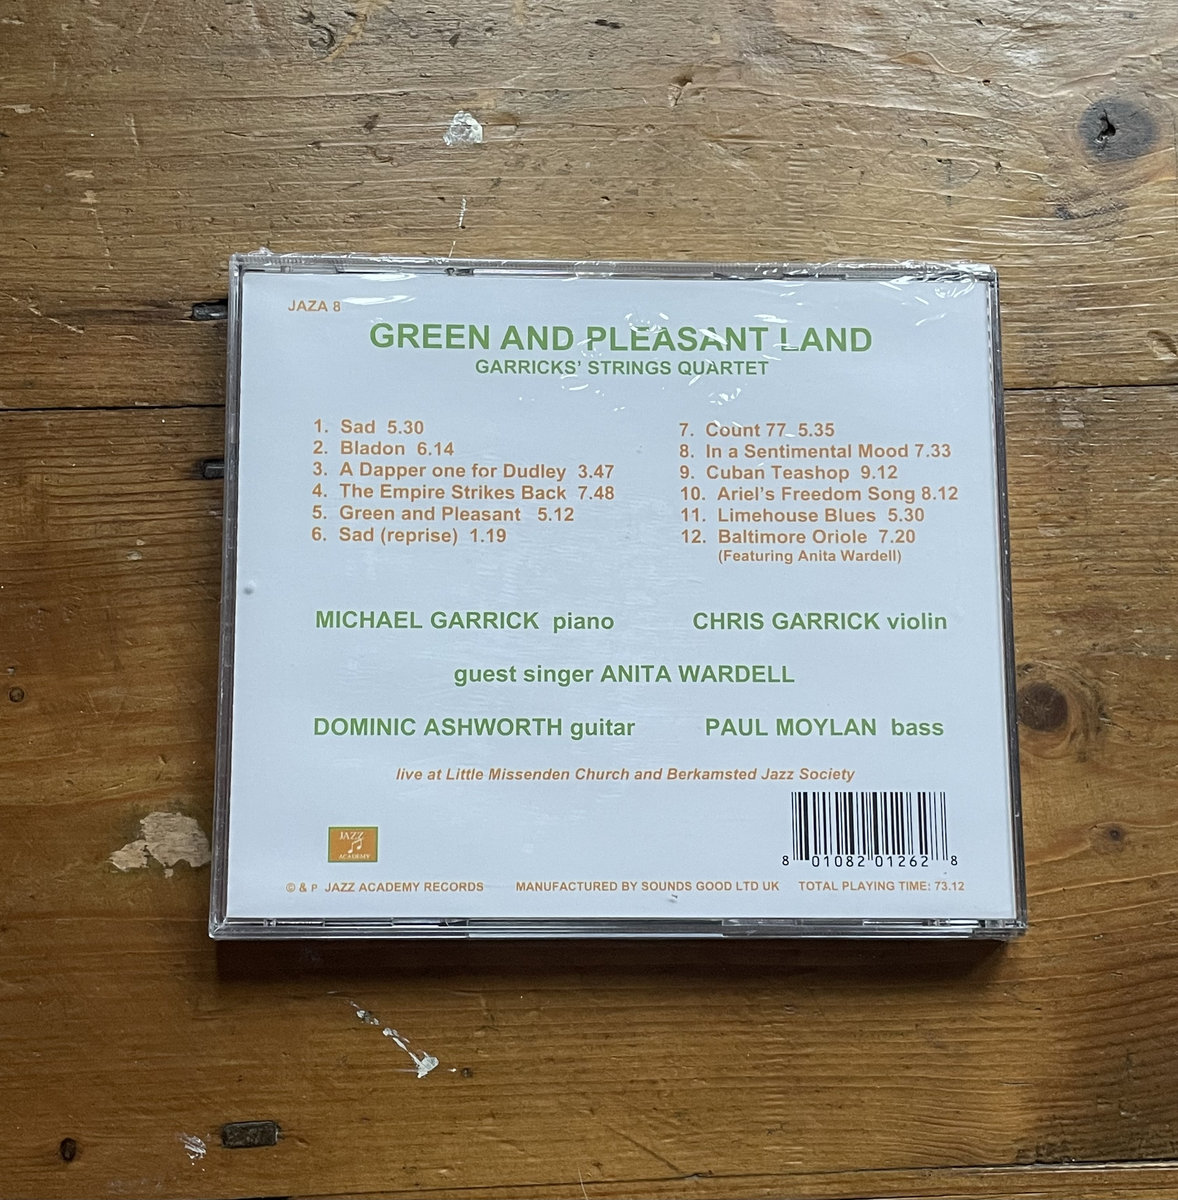 JAZA 8
GREEN AND PLEASANT LAND
GARRICKS' STRINGS QUARTET
1. Sad 5.30
2. Bladon 6.14
3. A Dapper one for Dudley 3.47
4. The Empire Strikes Back 7.48
5. Green and Pleasant 5.12
6. Sad (reprise) 1.19
7. Count 77 5.35
8. In a Sentimental Mood 7.33
9. Cuban Teashop 9.12
10. Ariel's Freedom Song 8.12
11. Limehouse Blues 5.30
12. Baltimore Oriole 7.20
(Featuring Anita Wardell)
MICHAEL GARRICK piano
CHRIS GARRICK violin
guest singer ANITA WARDELL
DOMINIC ASHWORTH guitar
PAUL MOYLAN bass
live at Little Missenden Church and Berkamsted Jazz Society
JAZZ
ACADEMY
8 01082 01262 8
© & P JAZZ ACADEMY RECORDS
MANUFACTURED BY SOUNDS GOOD LTD UK
TOTAL PLAYING TIME: 73.12